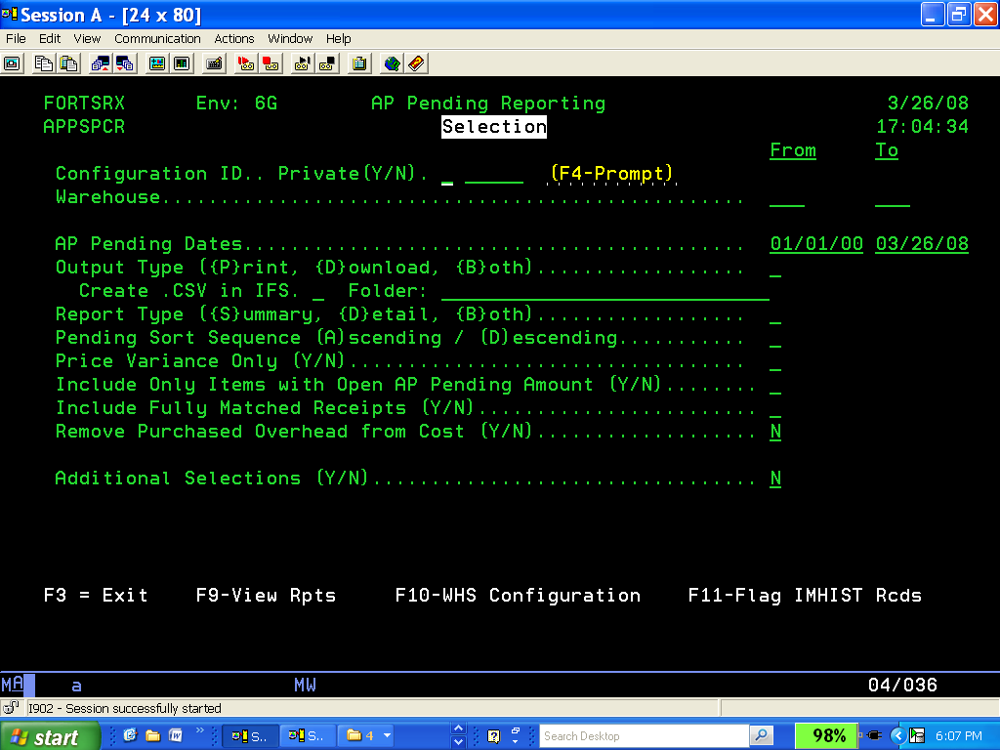 Session A - [24 x 80]
File Edit View Communication Actions Window Help
FORTSRX Env: 6G AP Pending Reporting 3/26/08
APPSPCR Selection 17:04:34
From To
Configuration ID.. Private(Y/N). _ _____ (F4-Prompt)
Warehouse.................................................. ___ ___
AP Pending Dates........................................... 01/01/00 03/26/08
Output Type ({P}rint, {D}ownload, {B}oth).................. _
Create .CSV in IFS. _ Folder: ____________________________
Report Type ({S}ummary, {D}etail, {B}oth).................. _
Pending Sort Sequence (A)scending / (D)escending........... _
Price Variance Only (Y/N).................................. _
Include Only Items with Open AP Pending Amount (Y/N)........ _
Include Fully Matched Receipts (Y/N)........................ _
Remove Purchased Overhead from Cost (Y/N)................... N
Additional Selections (Y/N)................................. N
F3 = Exit F9-View Rpts F10-WHS Configuration F11-Flag IMHIST Rcds
MA a MW 04/036
I902 - Session successfully started
start S.. S.. 4 Search Desktop 98% 6:07 PM